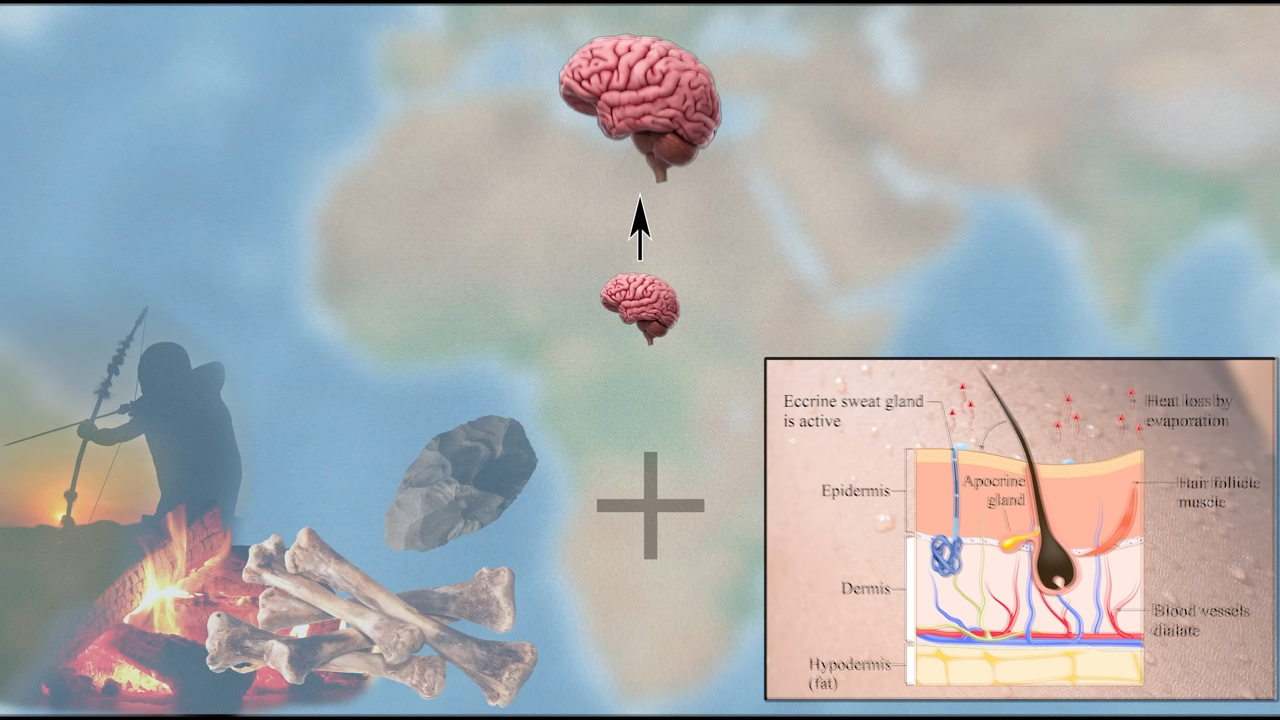 Eccrine sweat gland
is active
Heat loss by
evaporation
Epidermis
Apocrine
gland
Hair follicle
muscle
Dermis
Blood vessels
dialate
Hypodermis
(fat)